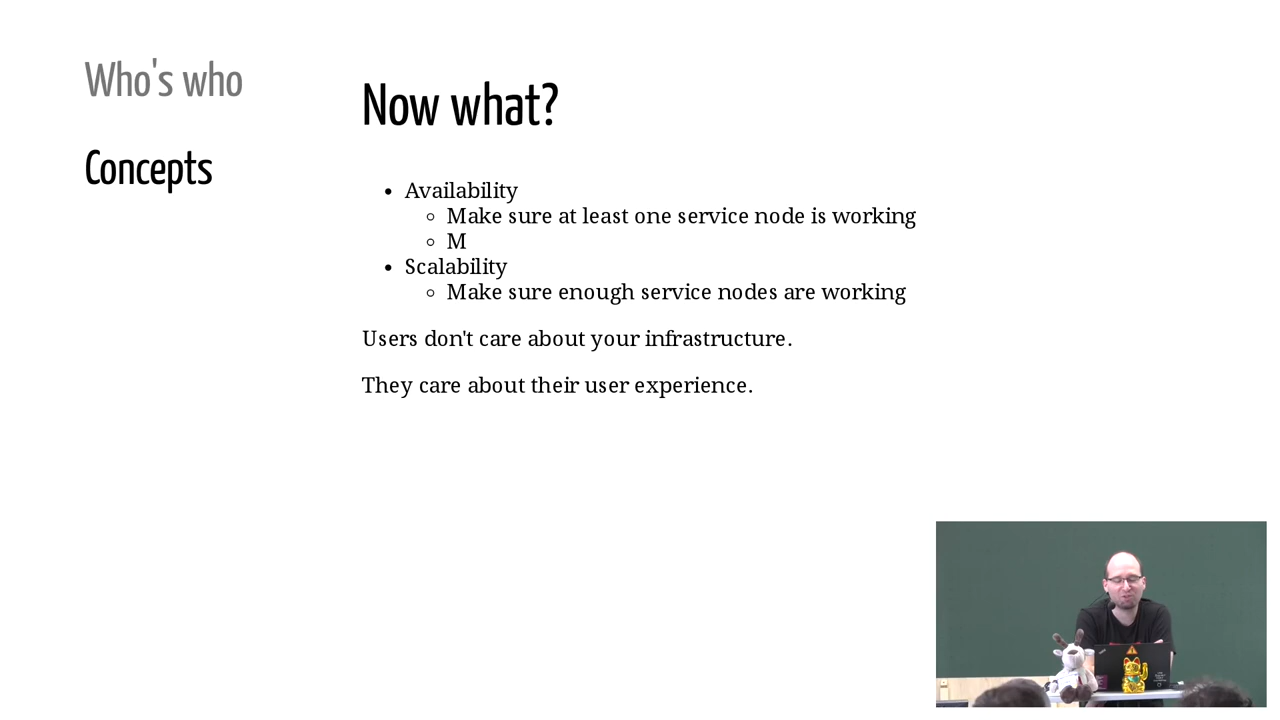 Who's who
Concepts
Now what?
Availability
Make sure at least one service node is working
M
Scalability
Make sure enough service nodes are working
Users don't care about your infrastructure.
They care about their user experience.